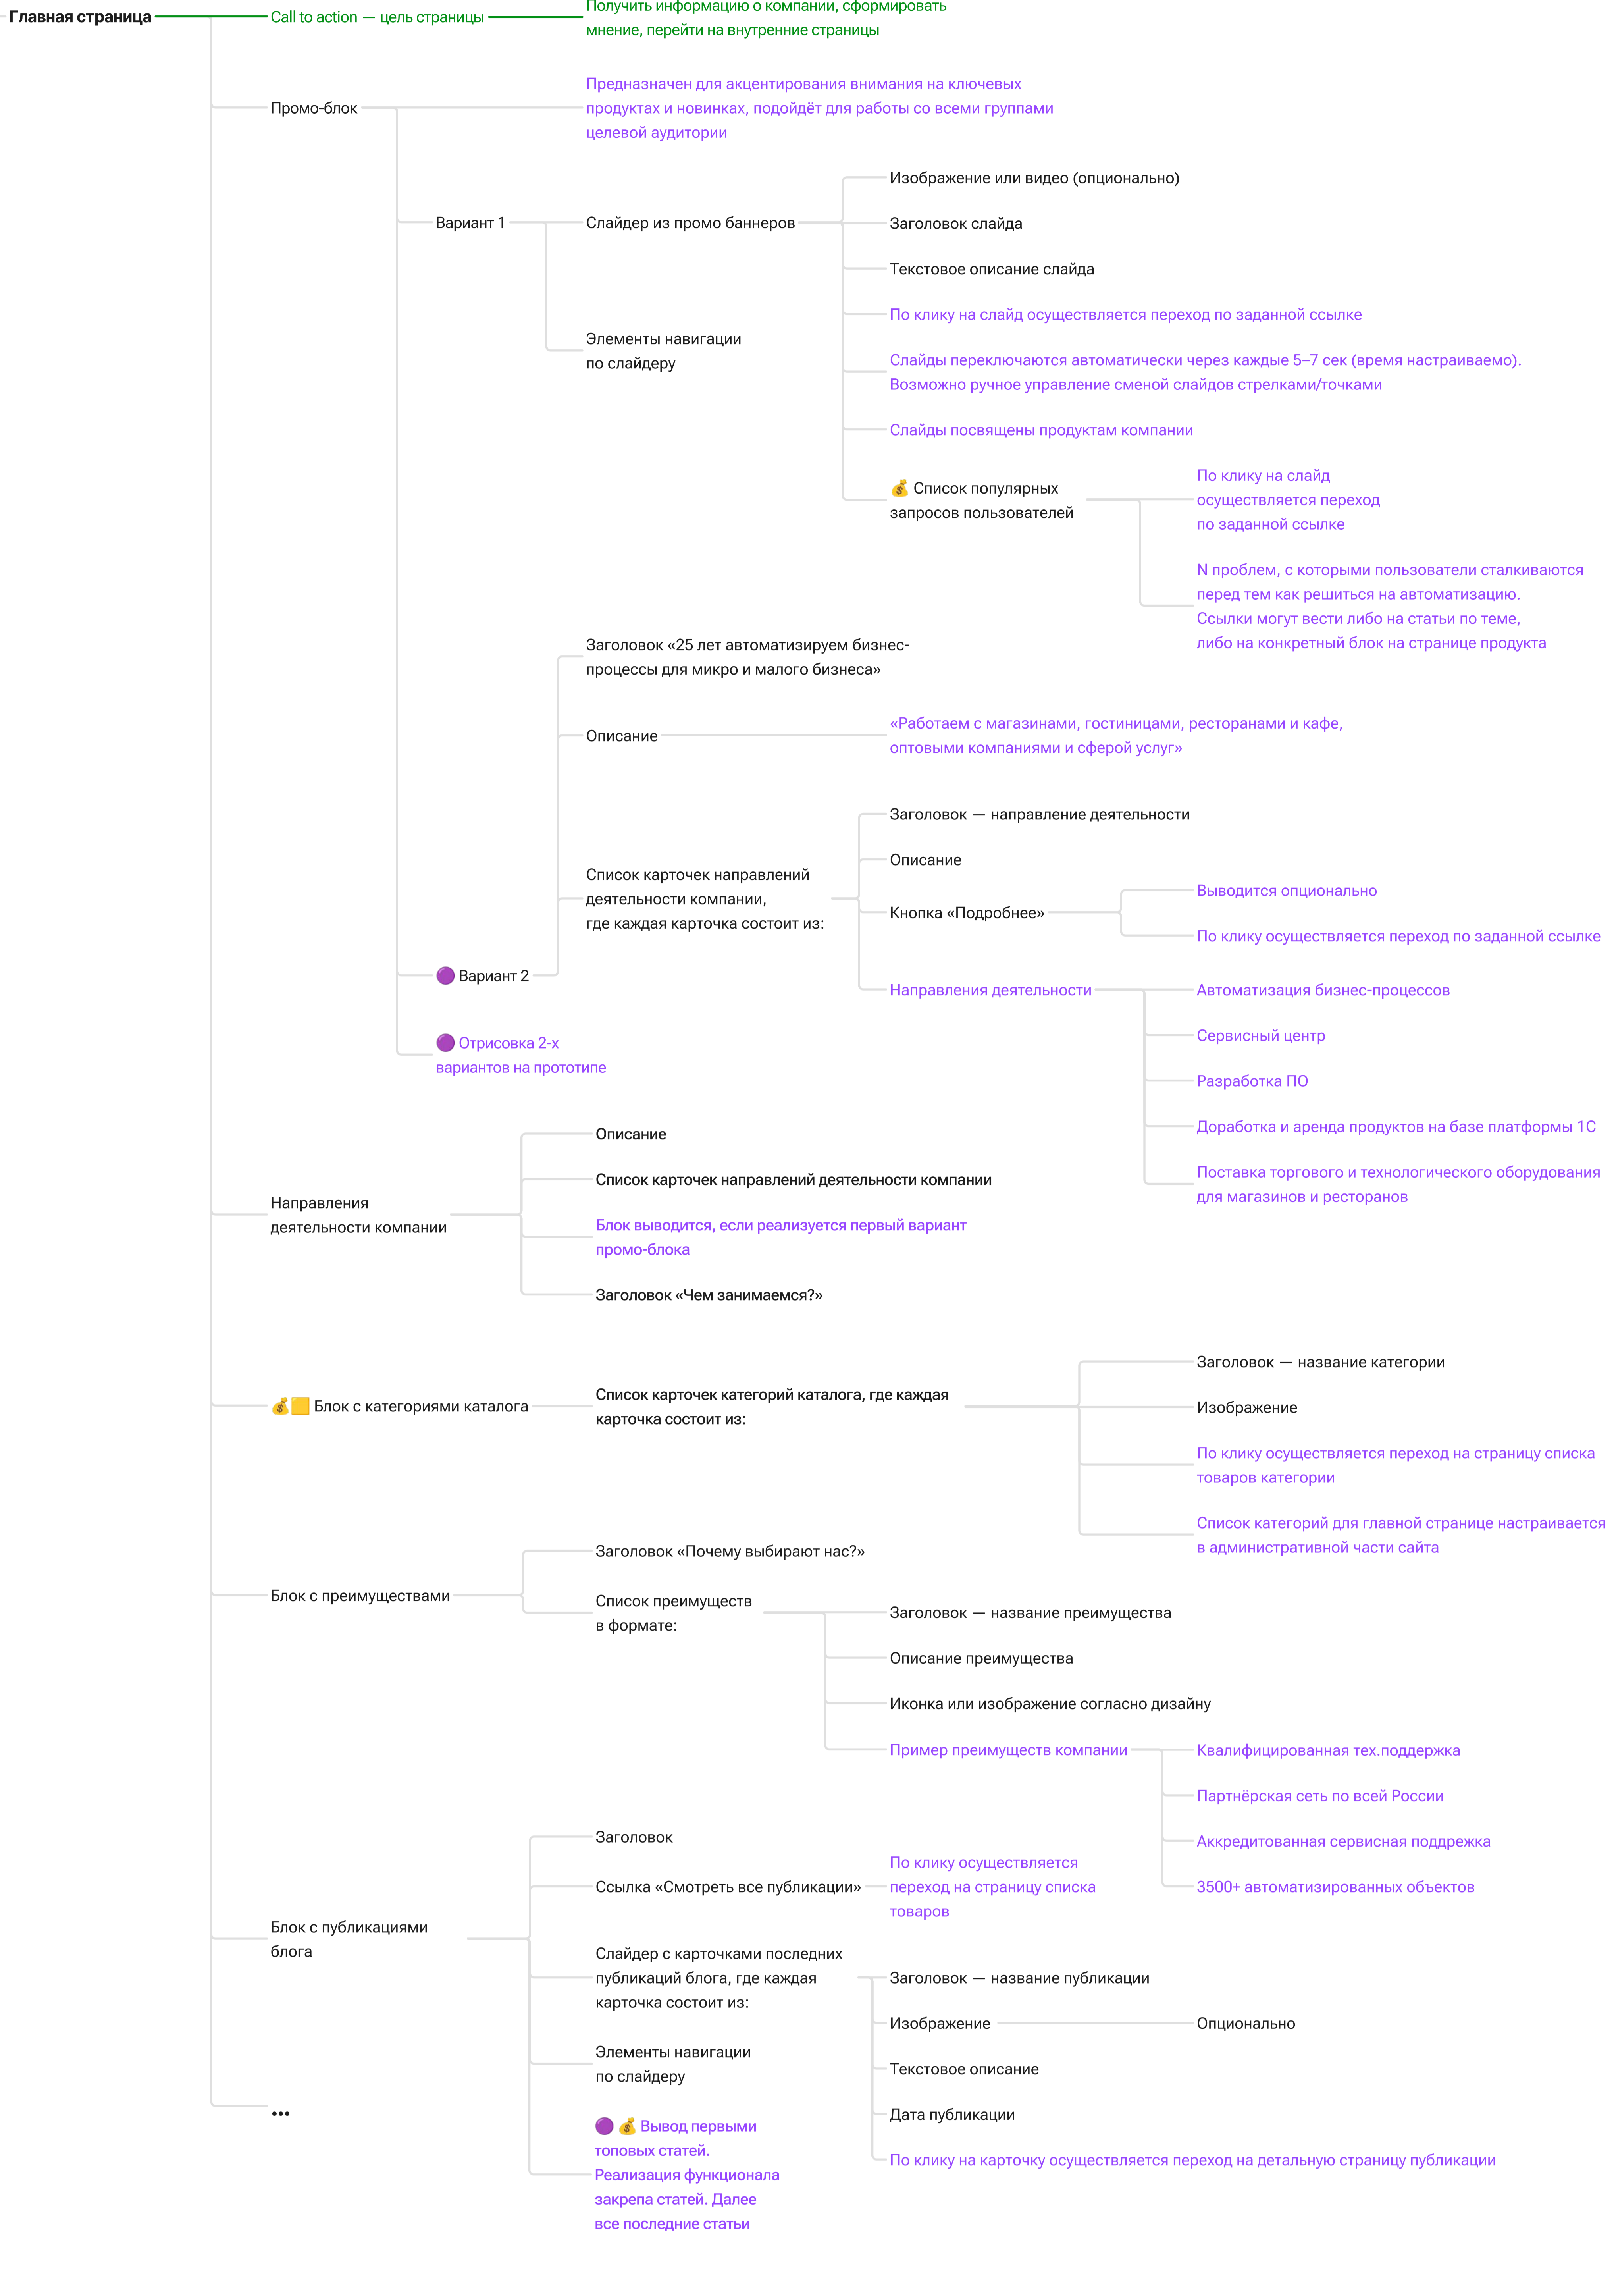 Главная страница
Call to action — цель страницы
Получить информацию о компании, сформировать
мнение, перейти на внутренние страницы
Промо-блок
Предназначен для акцентирования внимания на ключевых
продуктах и новинках, подойдёт для работы со всеми группами
целевой аудитории
Вариант 1
Слайдер из промо баннеров
Изображение или видео (опционально)
Заголовок слайда
Текстовое описание слайда
По клику на слайд осуществляется переход по заданной ссылке
Слайды переключаются автоматически через каждые 5–7 сек (время настраиваемо).
Возможно ручное управление сменой слайдов стрелками/точками
Слайды посвящены продуктам компании
💰 Список популярных
запросов пользователей
По клику на слайд
осуществляется переход
по заданной ссылке
N проблем, с которыми пользователи сталкиваются
перед тем как решиться на автоматизацию.
Ссылки могут вести либо на статьи по теме,
либо на конкретный блок на странице продукта
Элементы навигации
по слайдеру
🟣 Вариант 2
Заголовок «25 лет автоматизируем бизнес-
процессы для микро и малого бизнеса»
Описание
«Работаем с магазинами, гостиницами, ресторанами и кафе,
оптовыми компаниями и сферой услуг»
Список карточек направлений
деятельности компании,
где каждая карточка состоит из:
Заголовок — направление деятельности
Описание
Кнопка «Подробнее»
Выводится опционально
По клику осуществляется переход по заданной ссылке
Направления деятельности
Автоматизация бизнес-процессов
Сервисный центр
Разработка ПО
Доработка и аренда продуктов на базе платформы 1С
Поставка торгового и технологического оборудования
для магазинов и ресторанов
🟣 Отрисовка 2-х
вариантов на прототипе
Направления
деятельности компании
Описание
Список карточек направлений деятельности компании
Блок выводится, если реализуется первый вариант
промо-блока
Заголовок «Чем занимаемся?»
💰🟨 Блок с категориями каталога
Список карточек категорий каталога, где каждая
карточка состоит из:
Заголовок — название категории
Изображение
По клику осуществляется переход на страницу списка
товаров категории
Список категорий для главной странице настраивается
в административной части сайта
Блок с преимуществами
Заголовок «Почему выбирают нас?»
Список преимуществ
в формате:
Заголовок — название преимущества
Описание преимущества
Иконка или изображение согласно дизайну
Пример преимуществ компании
Квалифицированная тех.поддержка
Партнёрская сеть по всей России
Аккредитованная сервисная поддрежка
3500+ автоматизированных объектов
Блок с публикациями
блога
Заголовок
Ссылка «Смотреть все публикации»
По клику осуществляется
переход на страницу списка
товаров
Слайдер с карточками последних
публикаций блога, где каждая
карточка состоит из:
Заголовок — название публикации
Изображение
Опционально
Текстовое описание
Дата публикации
По клику на карточку осуществляется переход на детальную страницу публикации
Элементы навигации
по слайдеру
🟣 💰 Вывод первыми
топовых статей.
Реализация функционала
закрепа статей. Далее
все последние статьи
•••